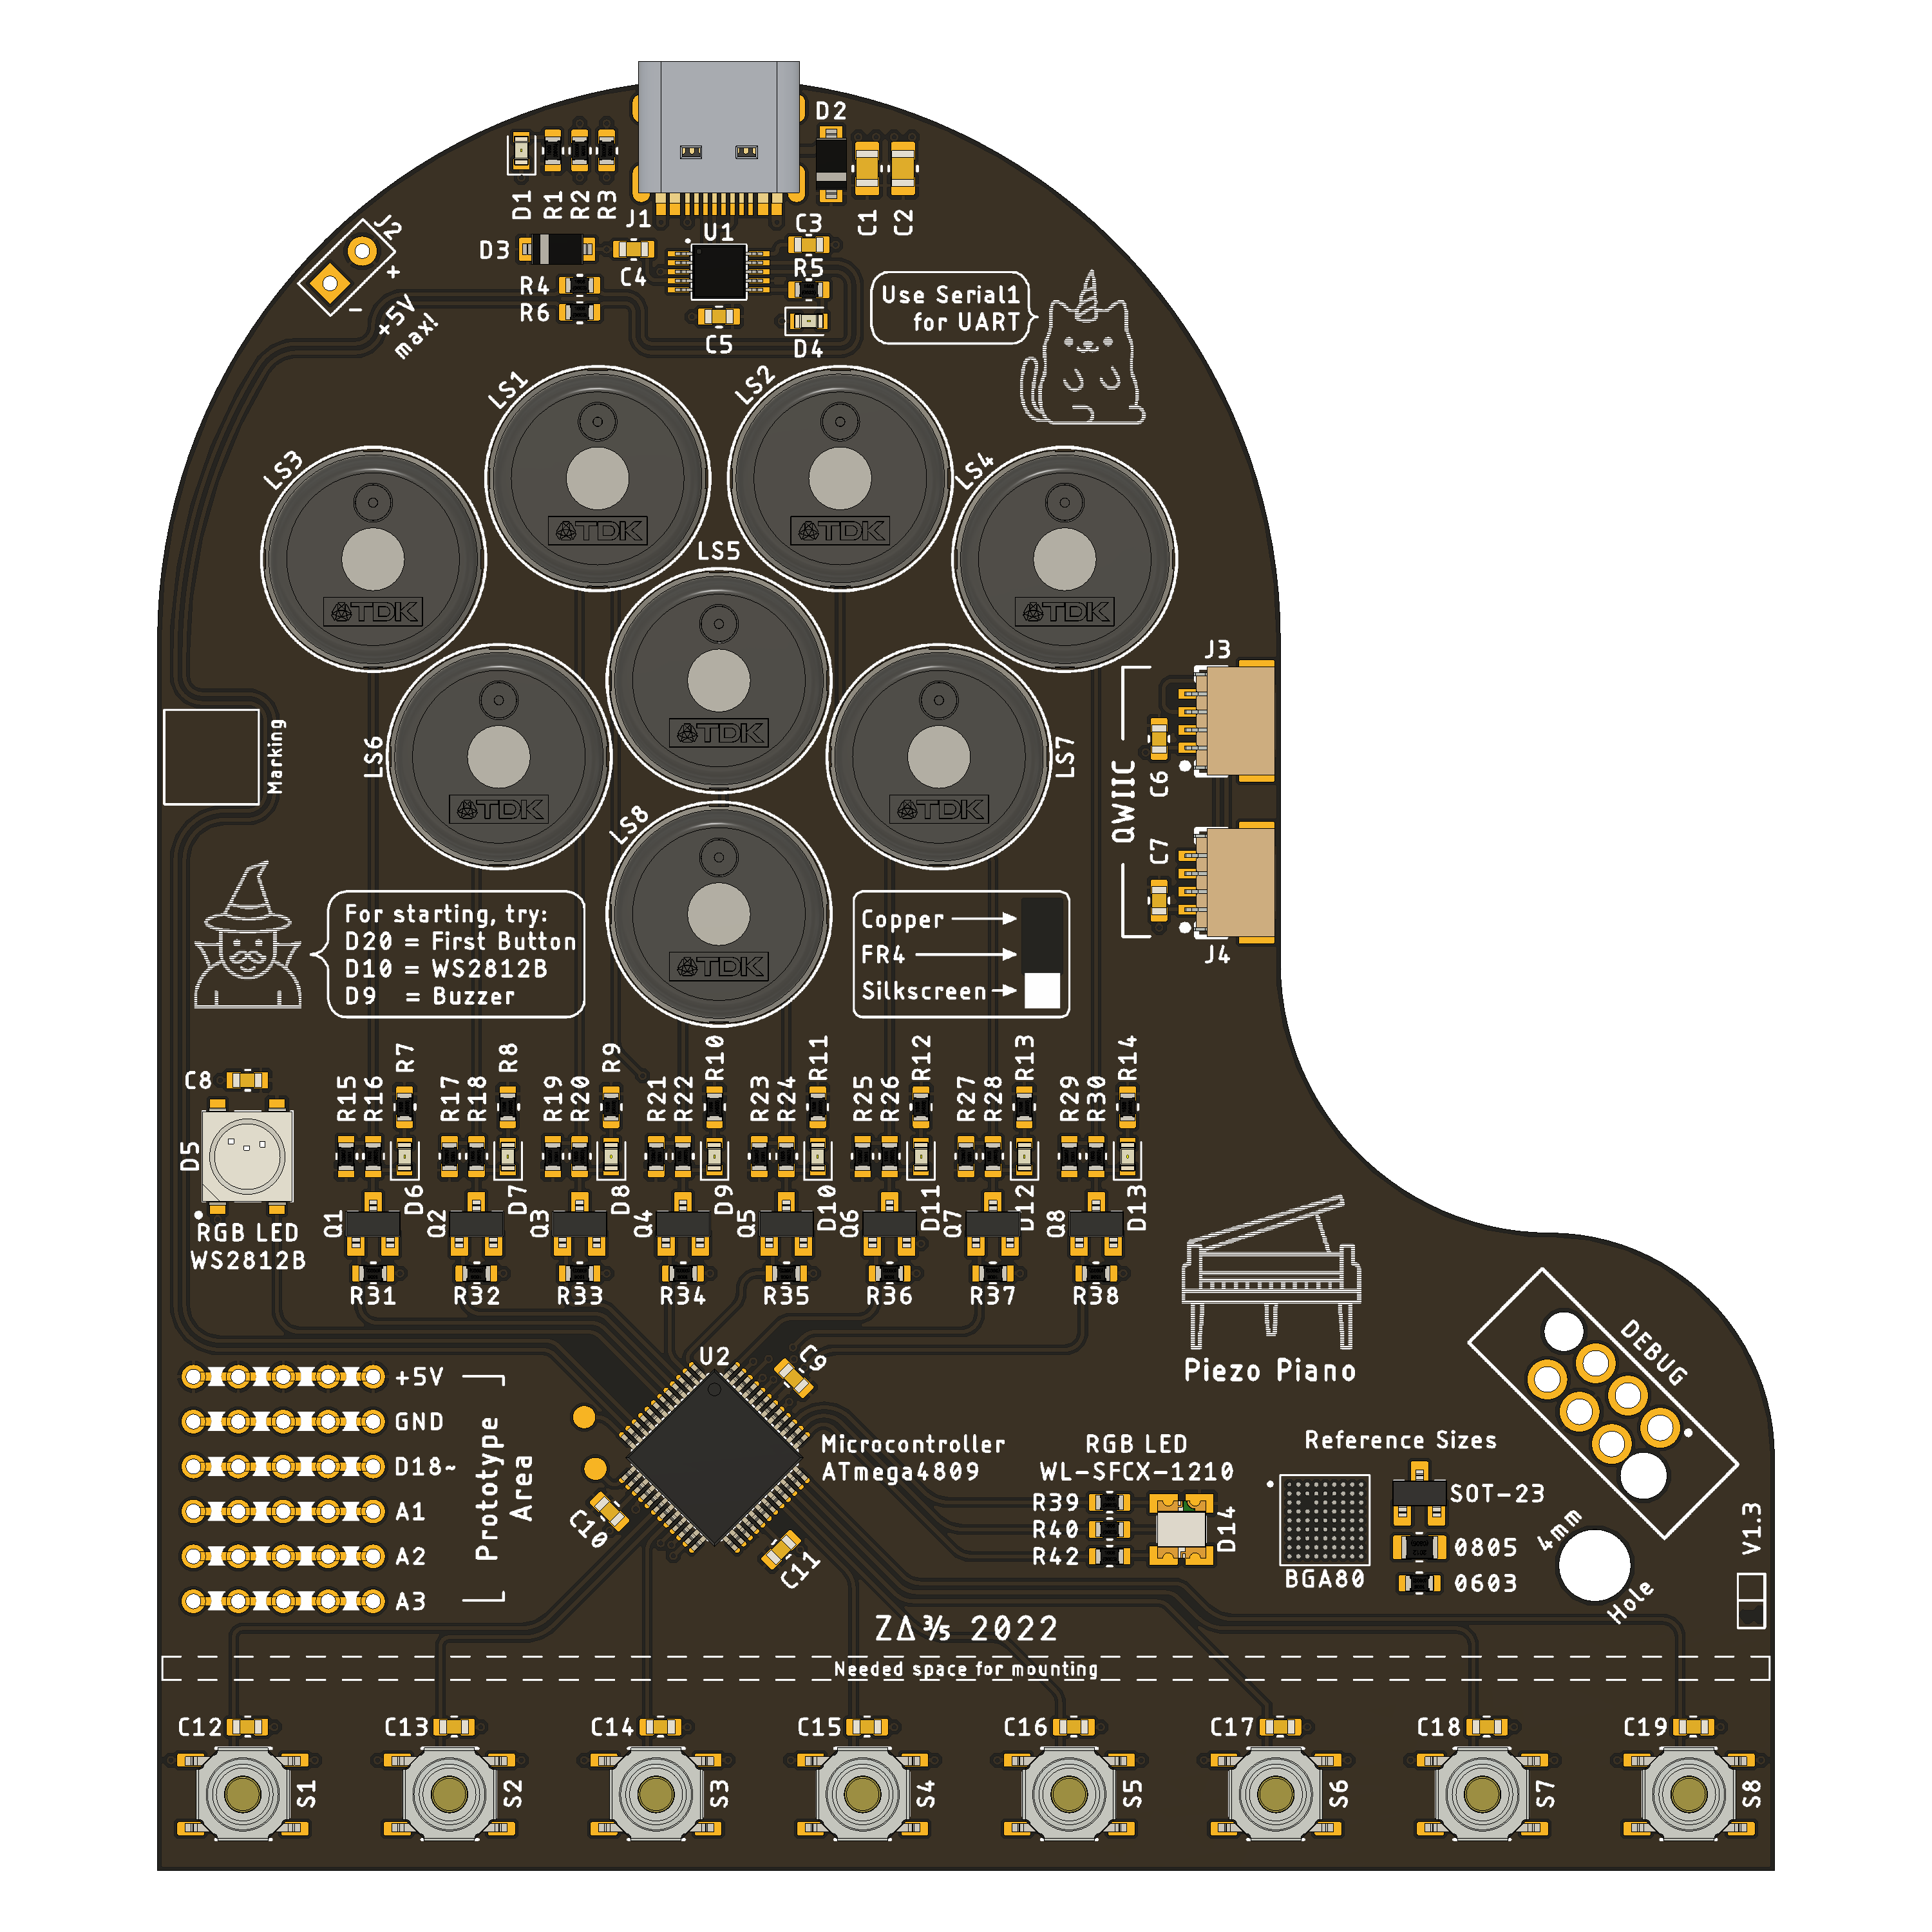 D2
D1
R1
R2
R3
J1
C1
C2
J2
+
-
+5V
max!
D3
C4
U1
C3
R5
R4
R6
C5
D4
Use Serial1
for UART
LS1
LS2
LS3
LS4
TDK
TDK
TDK
TDK
LS5
TDK
LS6
TDK
LS7
TDK
LS8
TDK
J3
C6
QWIIC
C7
J4
Marking
For starting, try:
D20 = First Button
D10 = WS2812B
D9 = Buzzer
Copper
FR4
Silkscreen
C8
D5
RGB LED
WS2812B
R7
R8
R9
R10
R11
R12
R13
R14
R15
R16
R17
R18
R19
R20
R21
R22
R23
R24
R25
R26
R27
R28
R29
R30
D6
D7
D8
D9
D10
D11
D12
D13
Q1
Q2
Q3
Q4
Q5
Q6
Q7
Q8
R31
R32
R33
R34
R35
R36
R37
R38
Piezo Piano
DEBUG
+5V
GND
D18~
A1
A2
A3
Prototype
Area
U2
C9
C10
C11
Microcontroller
ATmega4809
RGB LED
WL-SFCX-1210
R39
R40
R42
D14
Reference Sizes
BGA80
SOT-23
0805
0603
4mm
Hole
V1.3
Z∆⅗ 2022
Needed space for mounting
C12
C13
C14
C15
C16
C17
C18
C19
S1
S2
S3
S4
S5
S6
S7
S8